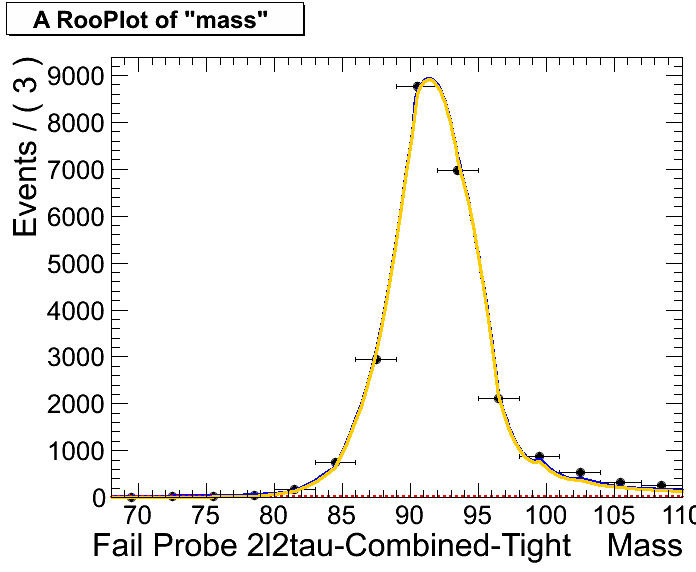 A RooPlot of "mass"
Events / ( 3 )
9000
8000
7000
6000
5000
4000
3000
2000
1000
0
70 75 80 85 90 95 100 105 110
Fail Probe 2l2tau-Combined-Tight Mass